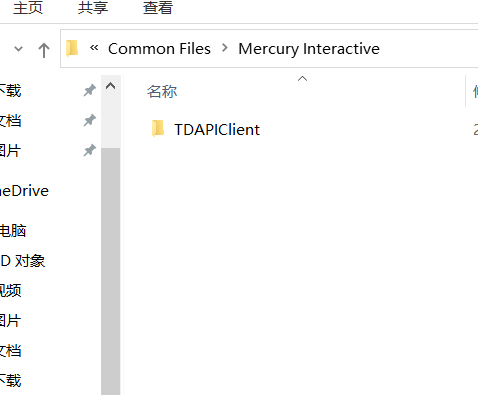 主页 共享 查看
« Common Files > Mercury Interactive
名称
TDAPIClient
下载
文档
图片
neDrive
电脑
D 对象
视频
图片
文档
下载